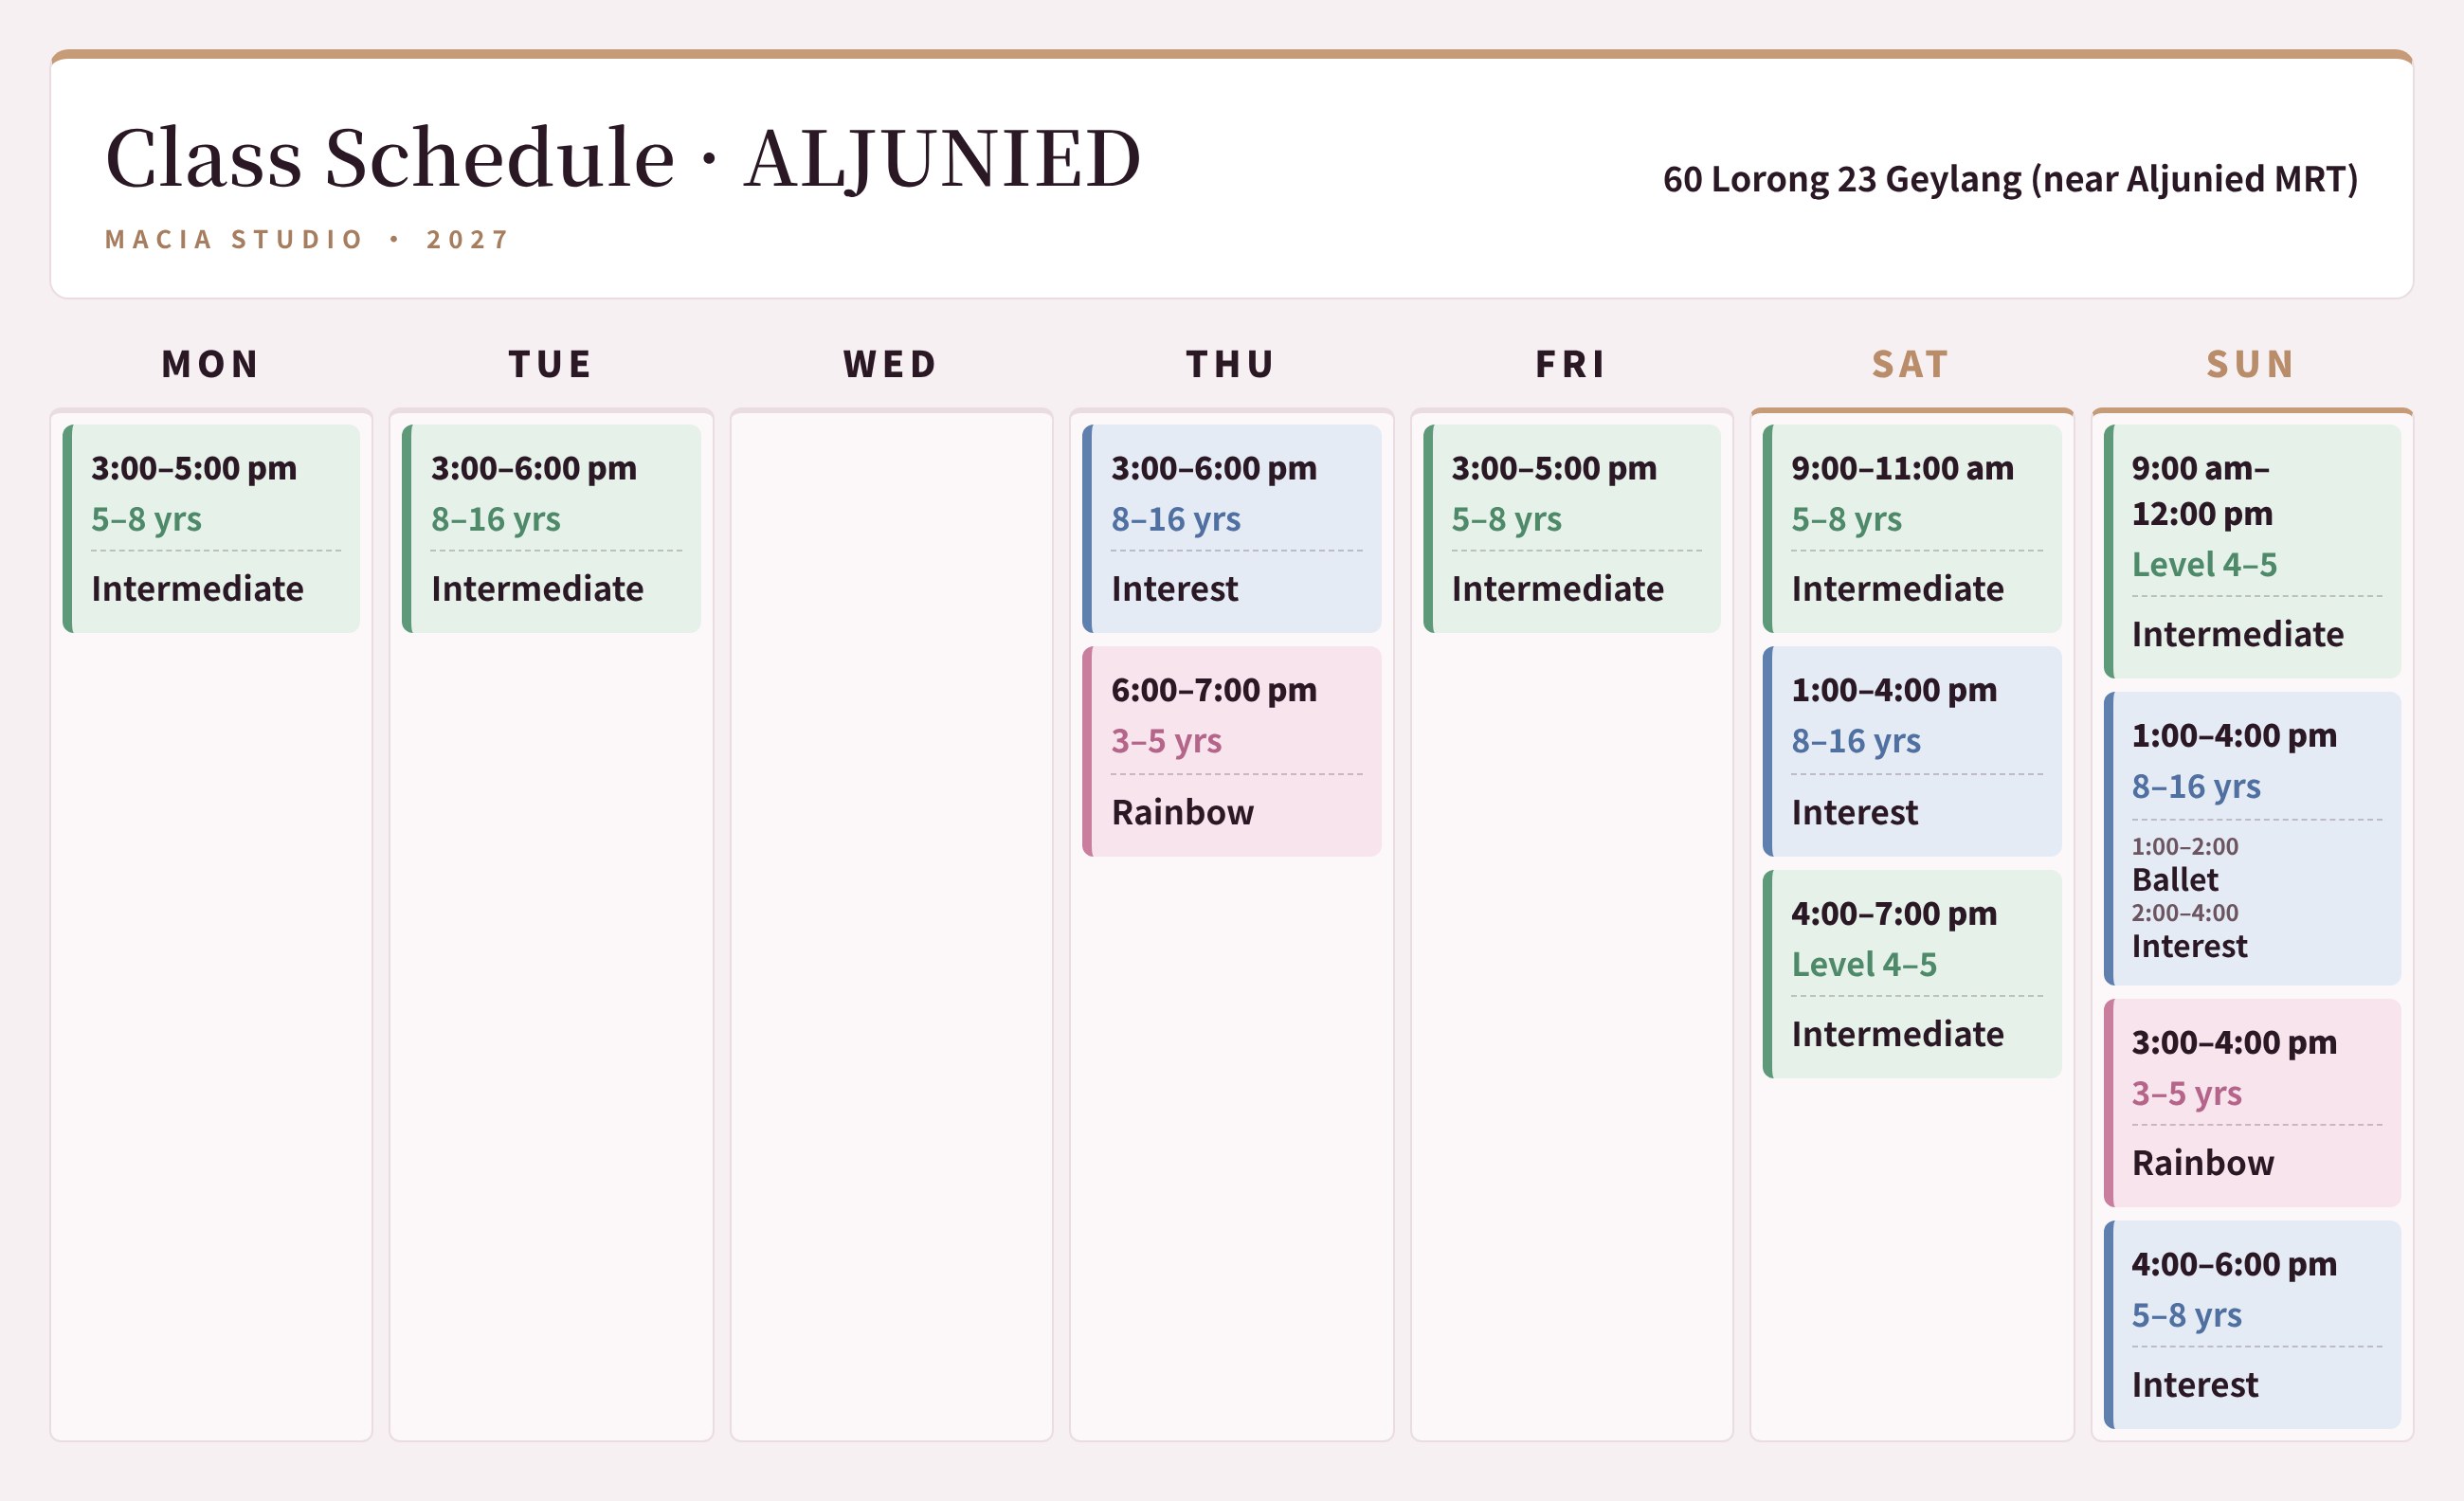 Class Schedule · ALJUNIED
MACIA STUDIO • 2027
60 Lorong 23 Geylang (near Aljunied MRT)
MON
3:00–5:00 pm
5–8 yrs
Intermediate
TUE
3:00–6:00 pm
8–16 yrs
Intermediate
WED
THU
3:00–6:00 pm
8–16 yrs
Interest
6:00–7:00 pm
3–5 yrs
Rainbow
FRI
3:00–5:00 pm
5–8 yrs
Intermediate
SAT
9:00–11:00 am
5–8 yrs
Intermediate
1:00–4:00 pm
8–16 yrs
Interest
4:00–7:00 pm
Level 4–5
Intermediate
SUN
9:00 am–
12:00 pm
Level 4–5
Intermediate
1:00–4:00 pm
8–16 yrs
1:00–2:00
Ballet
2:00–4:00
Interest
3:00–4:00 pm
3–5 yrs
Rainbow
4:00–6:00 pm
5–8 yrs
Interest